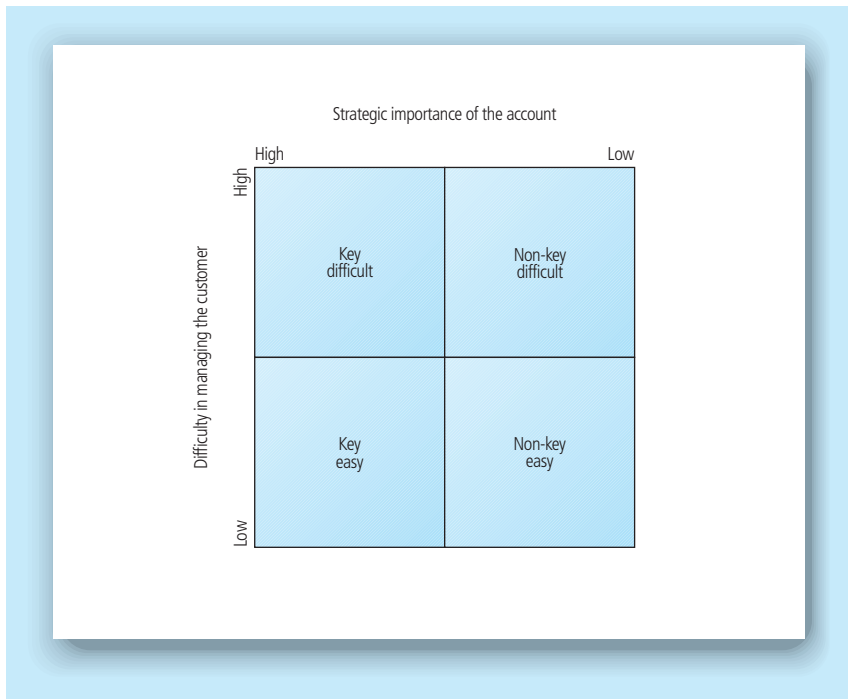 Strategic importance of the account
High
Low
High
Difficulty in managing the customer
Low
Key
difficult
Non-key
difficult
Key
easy
Non-key
easy